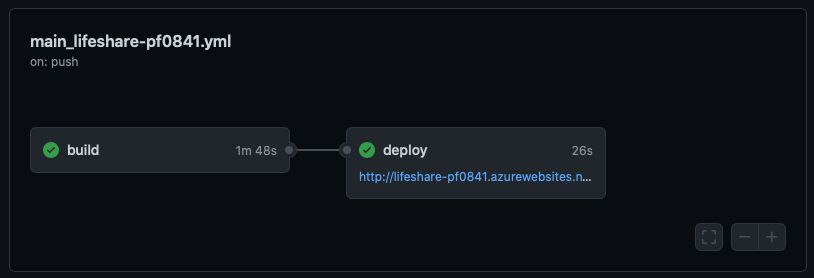 main_lifeshare-pf0841.yml
on: push
build 1m 48s
deploy 26s
http://lifeshare-pf0841.azurewebsites.n...